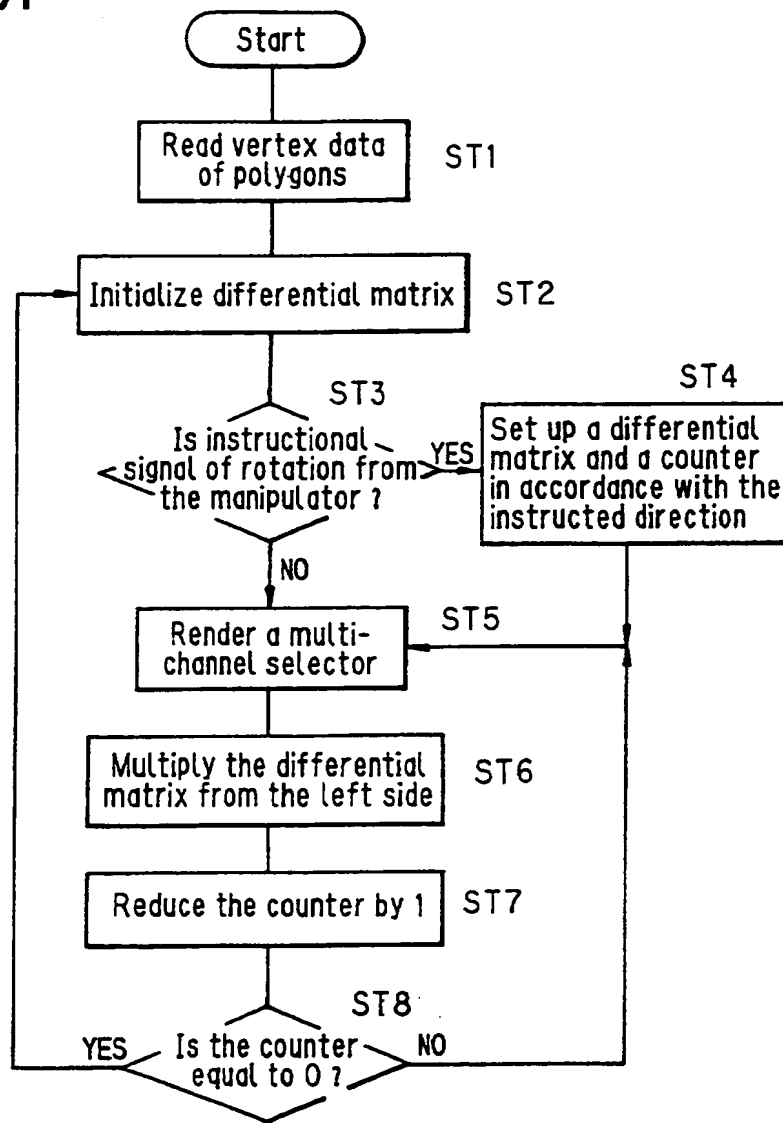 Start
Read vertex data
of polygons
ST1
Initialize differential matrix
ST2
ST3
Is instructional
signal of rotation from
the manipulator ?
YES
NO
ST4
Set up a differential
matrix and a counter
in accordance with the
instructed direction
Render a multi-
channel selector
ST5
Multiply the differential
matrix from the left side
ST6
Reduce the counter by 1
ST7
ST8
Is the counter
equal to 0 ?
YES
NO